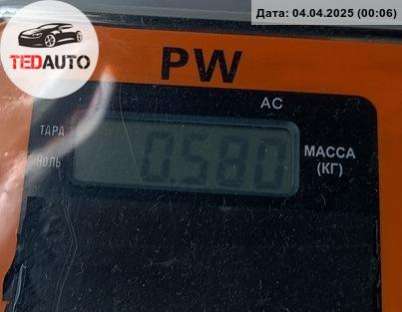 Дата: 04.04.2025 (00:06)
TEDAUTO
PW
AC
ТАРА
НОЛЬ
0.580
МАССА
(КГ)